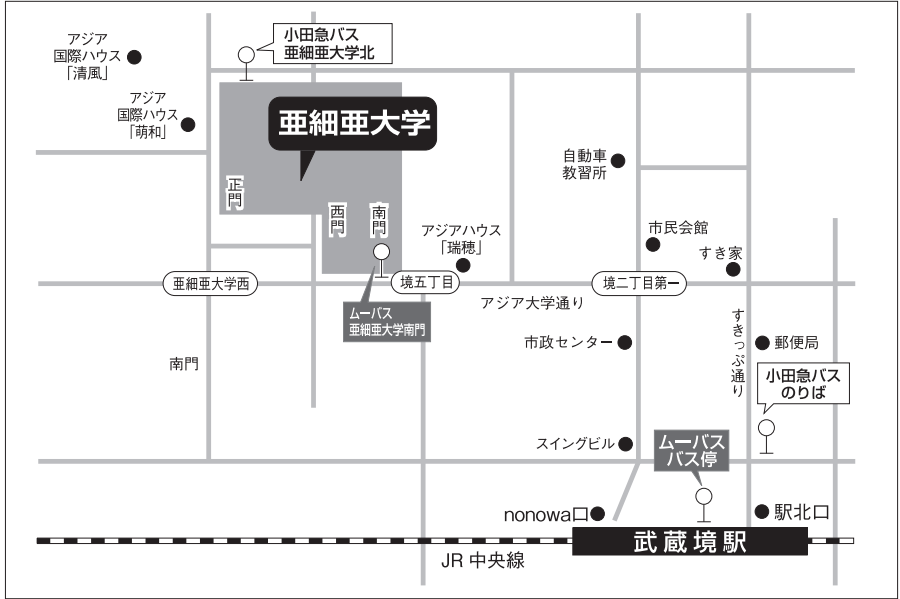 小田急バス
亜細亜大学北
アジア
国際ハウス
「清風」
アジア
国際ハウス
「萌和」
亜細亜大学
自動車
教習所
正門
西門
南門
アジアハウス
「瑞穂」
市民会館
すき家
亜細亜大学西
境五丁目
境二丁目第一
アジア大学通り
ムーバス
亜細亜大学南門
南門
市政センター
すきっぷ通り
郵便局
小田急バス
のりば
スイングビル
ムーバス
バス停
nonowa口
駅北口
武蔵境駅
JR 中央線